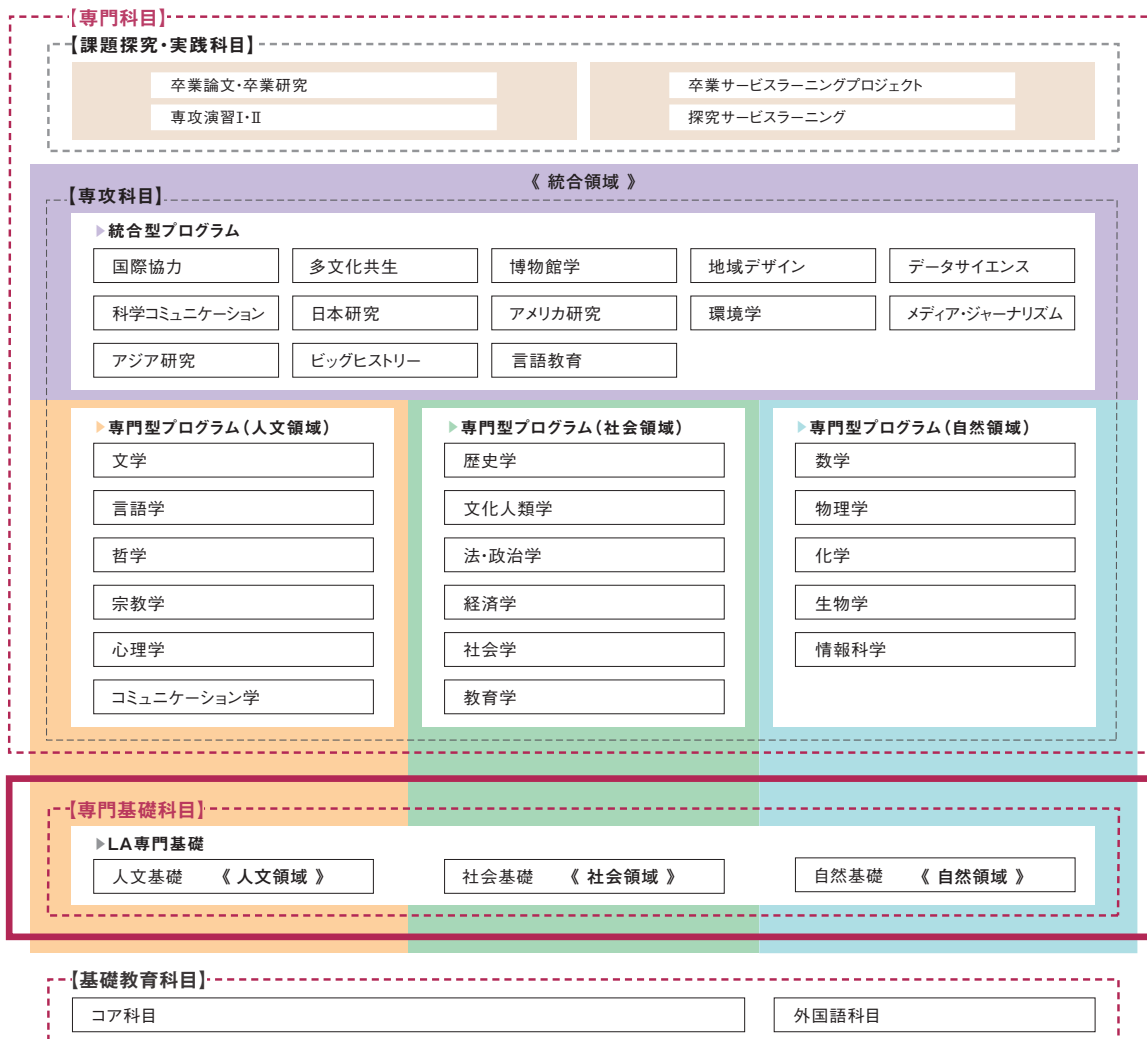 【専門科目】
【課題探究・実践科目】
卒業論文・卒業研究
卒業サービスラーニングプロジェクト
専攻演習Ⅰ・Ⅱ
探究サービスラーニング
《 統合領域 》
【専攻科目】
▶統合型プログラム
国際協力
多文化共生
博物館学
地域デザイン
データサイエンス
科学コミュニケーション
日本研究
アメリカ研究
環境学
メディア・ジャーナリズム
アジア研究
ビッグヒストリー
言語教育
▶専門型プログラム（人文領域）
文学
言語学
哲学
宗教学
心理学
コミュニケーション学
▶専門型プログラム（社会領域）
歴史学
文化人類学
法・政治学
経済学
社会学
教育学
▶専門型プログラム（自然領域）
数学
物理学
化学
生物学
情報科学
【専門基礎科目】
▶LA専門基礎
人文基礎 《 人文領域 》
社会基礎 《 社会領域 》
自然基礎 《 自然領域 》
【基礎教育科目】
コア科目
外国語科目